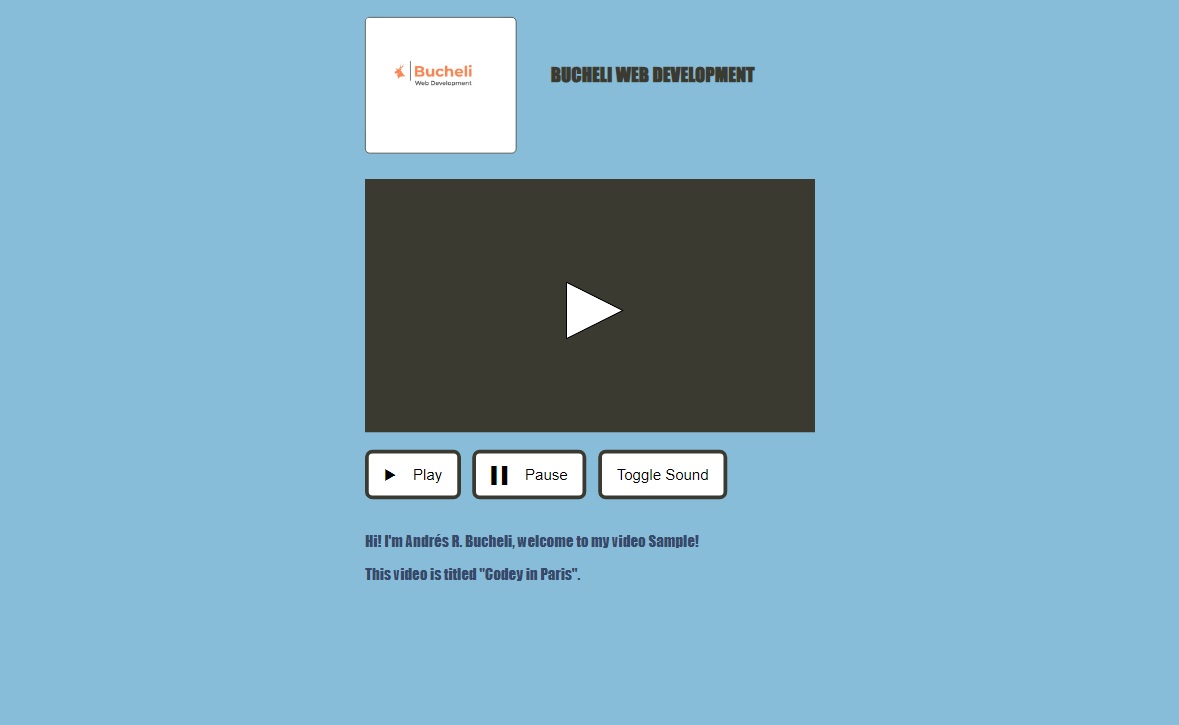 Bucheli
Web Development
BUCHELI WEB DEVELOPMENT
Play
Pause
Toggle Sound
Hi! I'm Andrés R. Bucheli, welcome to my video Sample!
This video is titled "Codey in Paris".